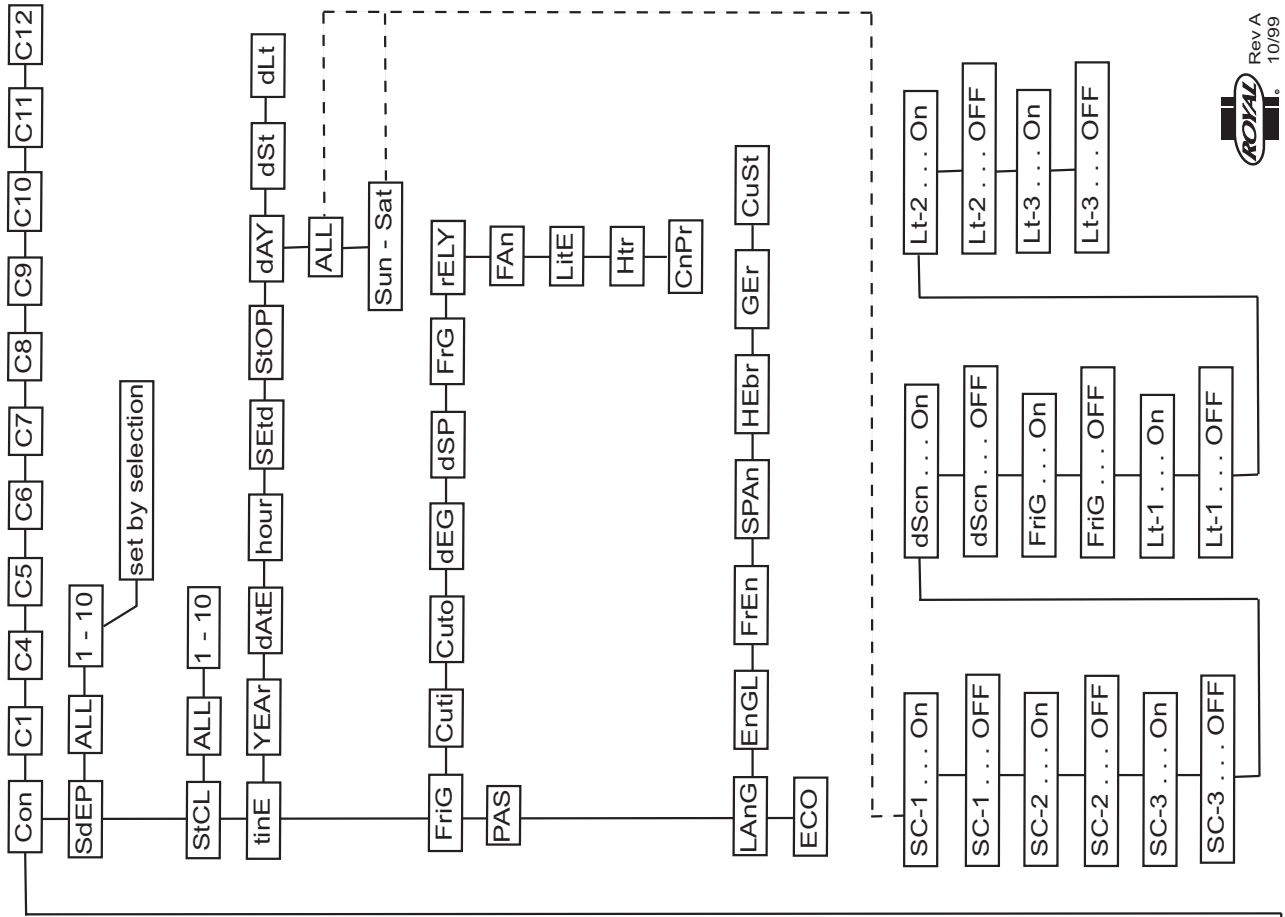 Con
C1
C4
C5
C6
C7
C8
C9
C10
C11
C12
SdEP
ALL
1 - 10
set by selection
StCL
ALL
1 - 10
tinE
YEAr
dAtE
hour
SEtd
StOP
dAY
dSt
dLt
ALL
Sun - Sat
FriG
Cuti
Cuto
dEG
dSP
FrG
rELY
FAn
LitE
Htr
CnPr
PAS
LAnG
EnGL
FrEn
SPAn
HEbr
GEr
CuSt
ECO
SC-1 . . . On
SC-1 . . . OFF
SC-2 . . . On
SC-2 . . . OFF
SC-3 . . . On
SC-3 . . . OFF
dScn . . . On
dScn . . . OFF
FriG . . . On
FriG . . . OFF
Lt-1 . . . On
Lt-1 . . . OFF
Lt-2 . . . On
Lt-2 . . . OFF
Lt-3 . . . On
Lt-3 . . . OFF
ROYAL
Rev A
10/99